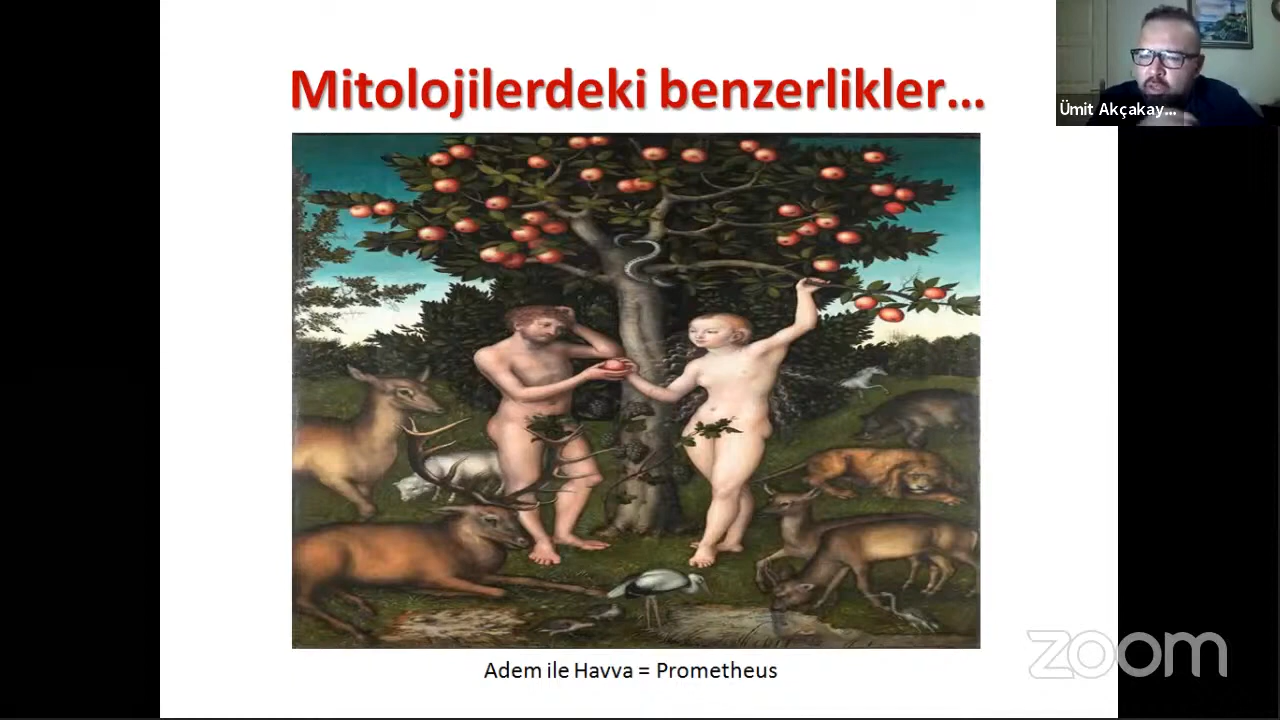 Mitolojilerdeki benzerlikler...
Ümit Akçakay...
Adem ile Havva = Prometheus
zoom